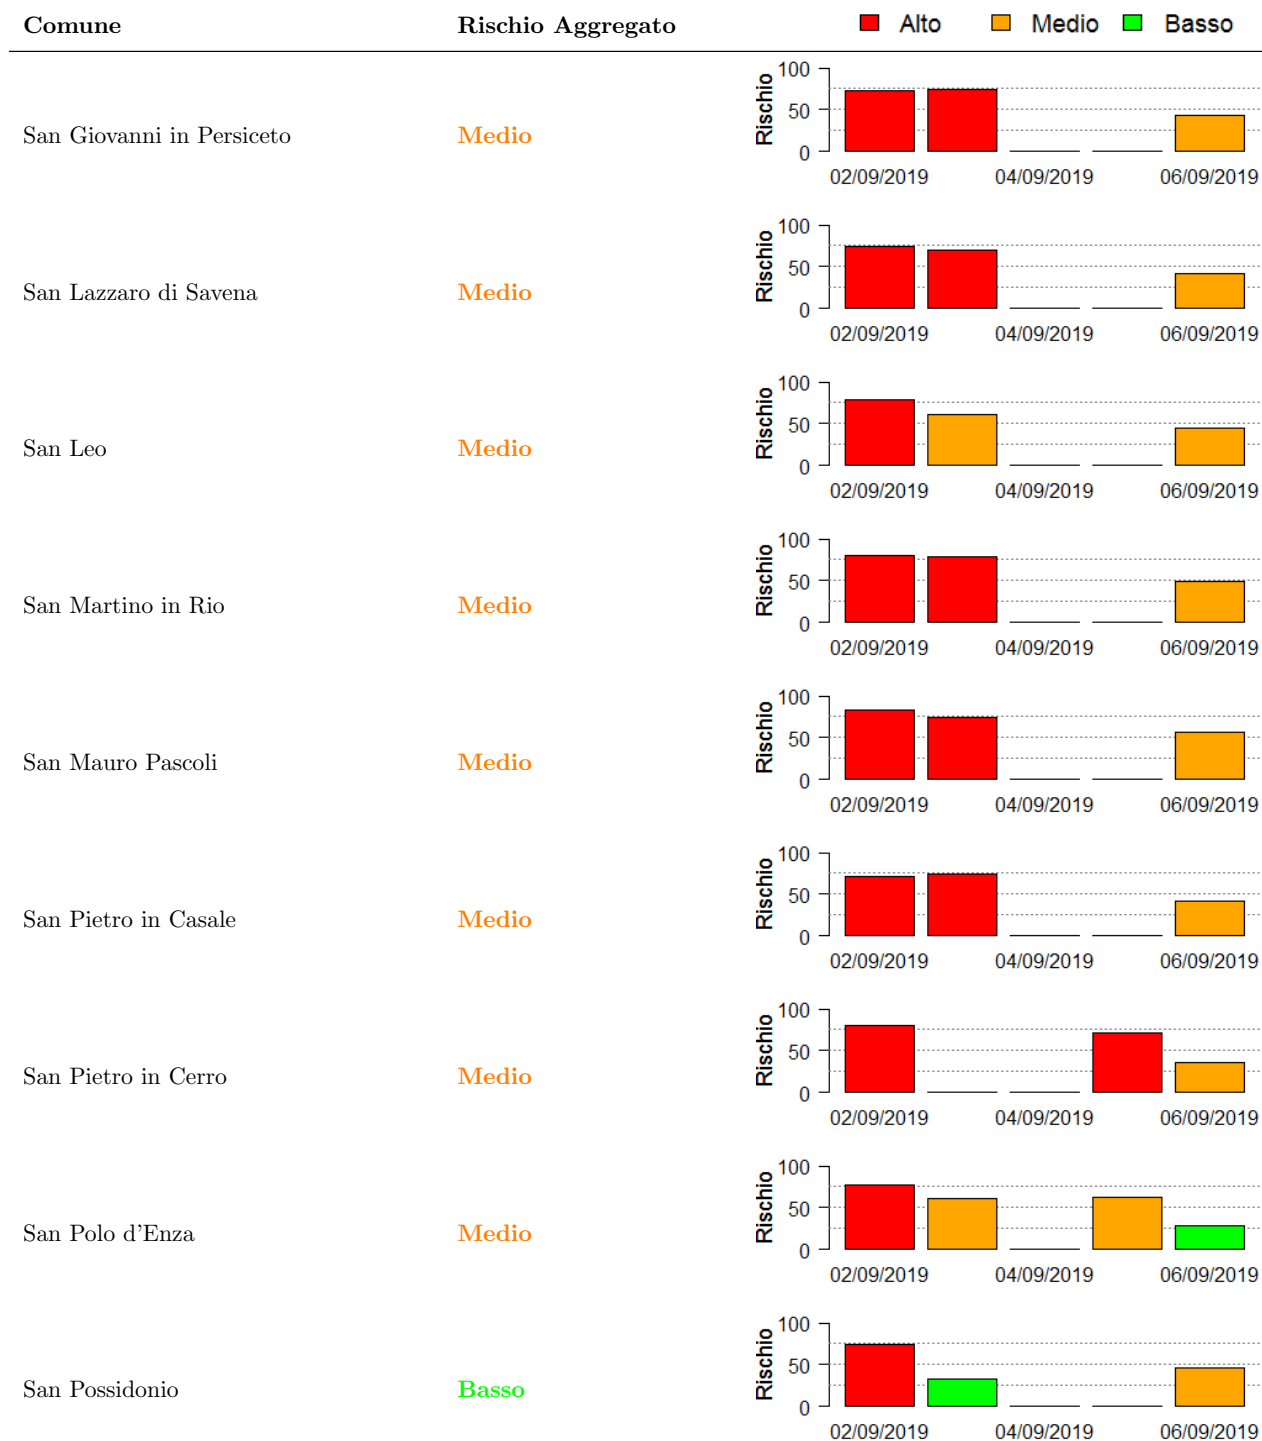 Comune Rischio Aggregato Alto Medio Basso
San Giovanni in Persiceto Medio
Rischio
100
50
0
02/09/2019 04/09/2019 06/09/2019
San Lazzaro di Savena Medio
Rischio
100
50
0
02/09/2019 04/09/2019 06/09/2019
San Leo Medio
Rischio
100
50
0
02/09/2019 04/09/2019 06/09/2019
San Martino in Rio Medio
Rischio
100
50
0
02/09/2019 04/09/2019 06/09/2019
San Mauro Pascoli Medio
Rischio
100
50
0
02/09/2019 04/09/2019 06/09/2019
San Pietro in Casale Medio
Rischio
100
50
0
02/09/2019 04/09/2019 06/09/2019
San Pietro in Cerro Medio
Rischio
100
50
0
02/09/2019 04/09/2019 06/09/2019
San Polo d'Enza Medio
Rischio
100
50
0
02/09/2019 04/09/2019 06/09/2019
San Possidonio Basso
Rischio
100
50
0
02/09/2019 04/09/2019 06/09/2019